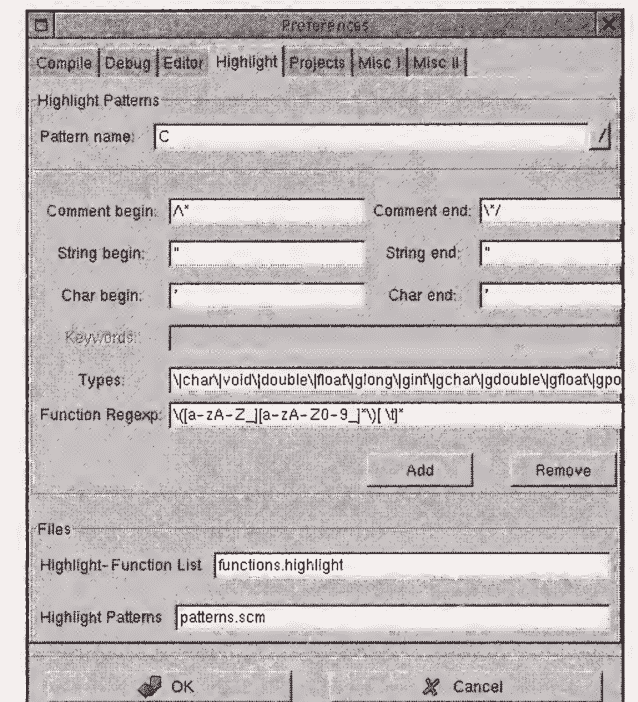 Preferences
Compile Debug Editor Highlight Projects Misc I Misc II
Highlight Patterns
Pattern name: C
Comment begin: /\* Comment end: \*/
String begin: " String end: "
Char begin: ' Char end: '
Keywords:
Types: \|char\|void\|double\|float\|glong\|gint\|gchar\|gdouble\|gfloat\|gpo
Function Regexp: \([a-zA-Z_][a-zA-Z0-9_]*\)[ \t]*
Add Remove
Files
Highlight-Function List functions.highlight
Highlight Patterns patterns.scm
OK Cancel